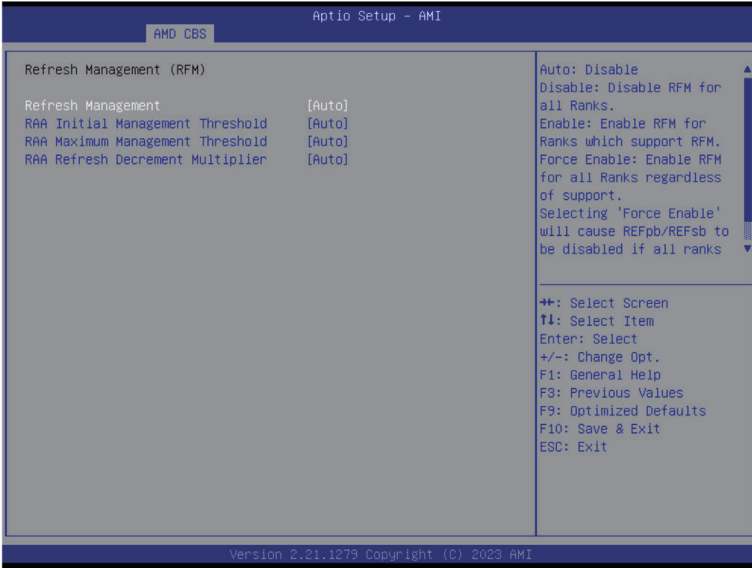 Aptio Setup – AMI
AMD CBS
Refresh Management (RFM)
Refresh Management [Auto]
RAA Initial Management Threshold [Auto]
RAA Maximum Management Threshold [Auto]
RAA Refresh Decrement Multiplier [Auto]
Auto: Disable
Disable: Disable RFM for
all Ranks.
Enable: Enable RFM for
Ranks which support RFM.
Force Enable: Enable RFM
for all Ranks regardless
of support.
Selecting 'Force Enable'
will cause REFpb/REFsb to
be disabled if all ranks
→←: Select Screen
↑↓: Select Item
Enter: Select
+/-: Change Opt.
F1: General Help
F3: Previous Values
F9: Optimized Defaults
F10: Save & Exit
ESC: Exit
Version 2.21.1279 Copyright (C) 2023 AMI